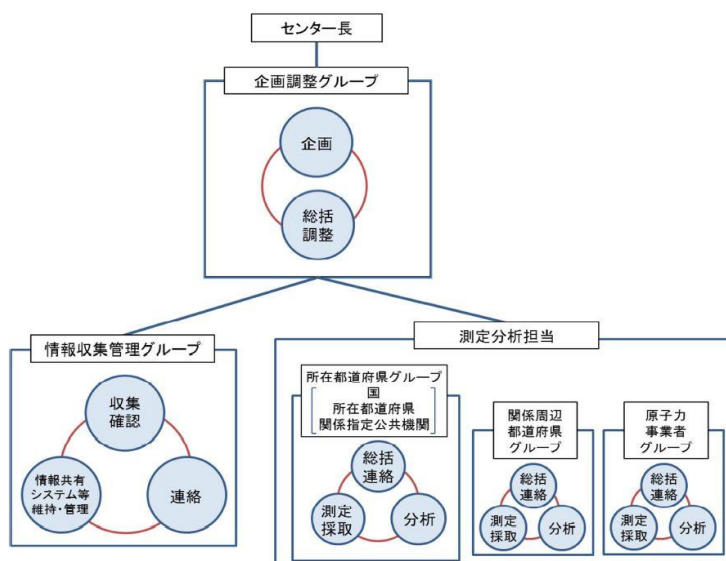 センター長
企画調整グループ
企画
総括
調整
情報収集管理グループ
収集
確認
情報共有
システム等
維持・管理
連絡
測定分析担当
所在都道府県グループ
国
所在都道府県
関係指定公共機関
総括
連絡
測定
採取
分析
関係周辺
都道府県
グループ
総括
連絡
測定
採取
分析
原子力
事業者
グループ
総括
連絡
測定
採取
分析